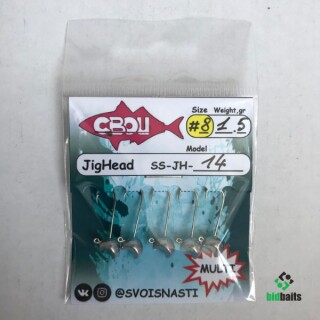 СВОИ
Size Weight,gr
#8 1.5
Model
JigHead SS-JH- 14
MULTI
@SVOISNASTI
bidbaits